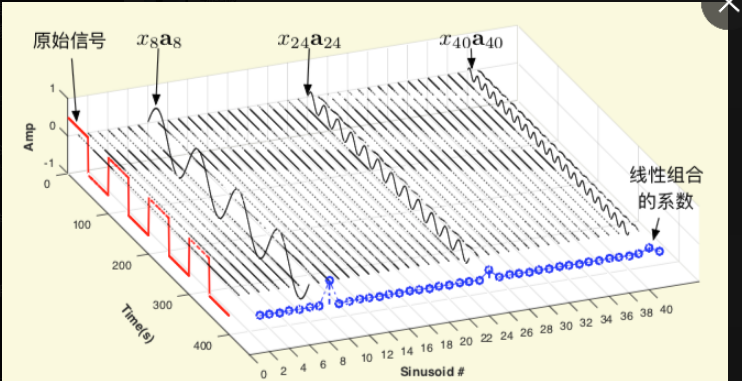 原始信号
x₈a₈
x₂₄a₂₄
x₄₀a₄₀
线性组合
的系数
Amp
1
0
-1
0
100
200
300
400
Time(s)
0 2 4 6 8 10 12 14 16 18 20 22 24 26 28 30 32 34 36 38 40
Sinusoid #